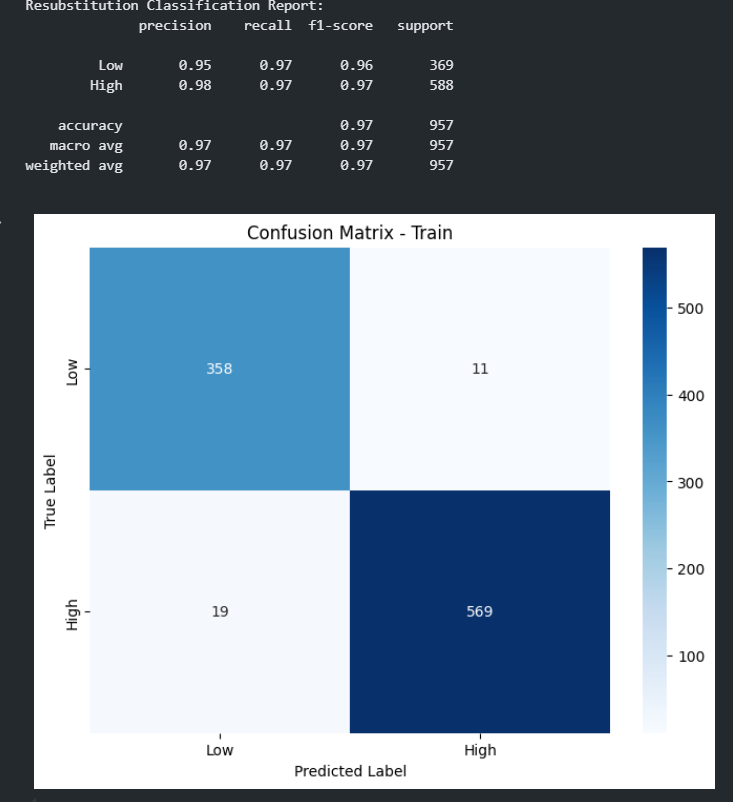 Resubstitution Classification Report:
precision recall f1-score support
Low 0.95 0.97 0.96 369
High 0.98 0.97 0.97 588
accuracy 0.97 957
macro avg 0.97 0.97 0.97 957
weighted avg 0.97 0.97 0.97 957
Confusion Matrix - Train
True Label
Low
358 11
High
19 569
Low High
Predicted Label
500
400
300
200
100